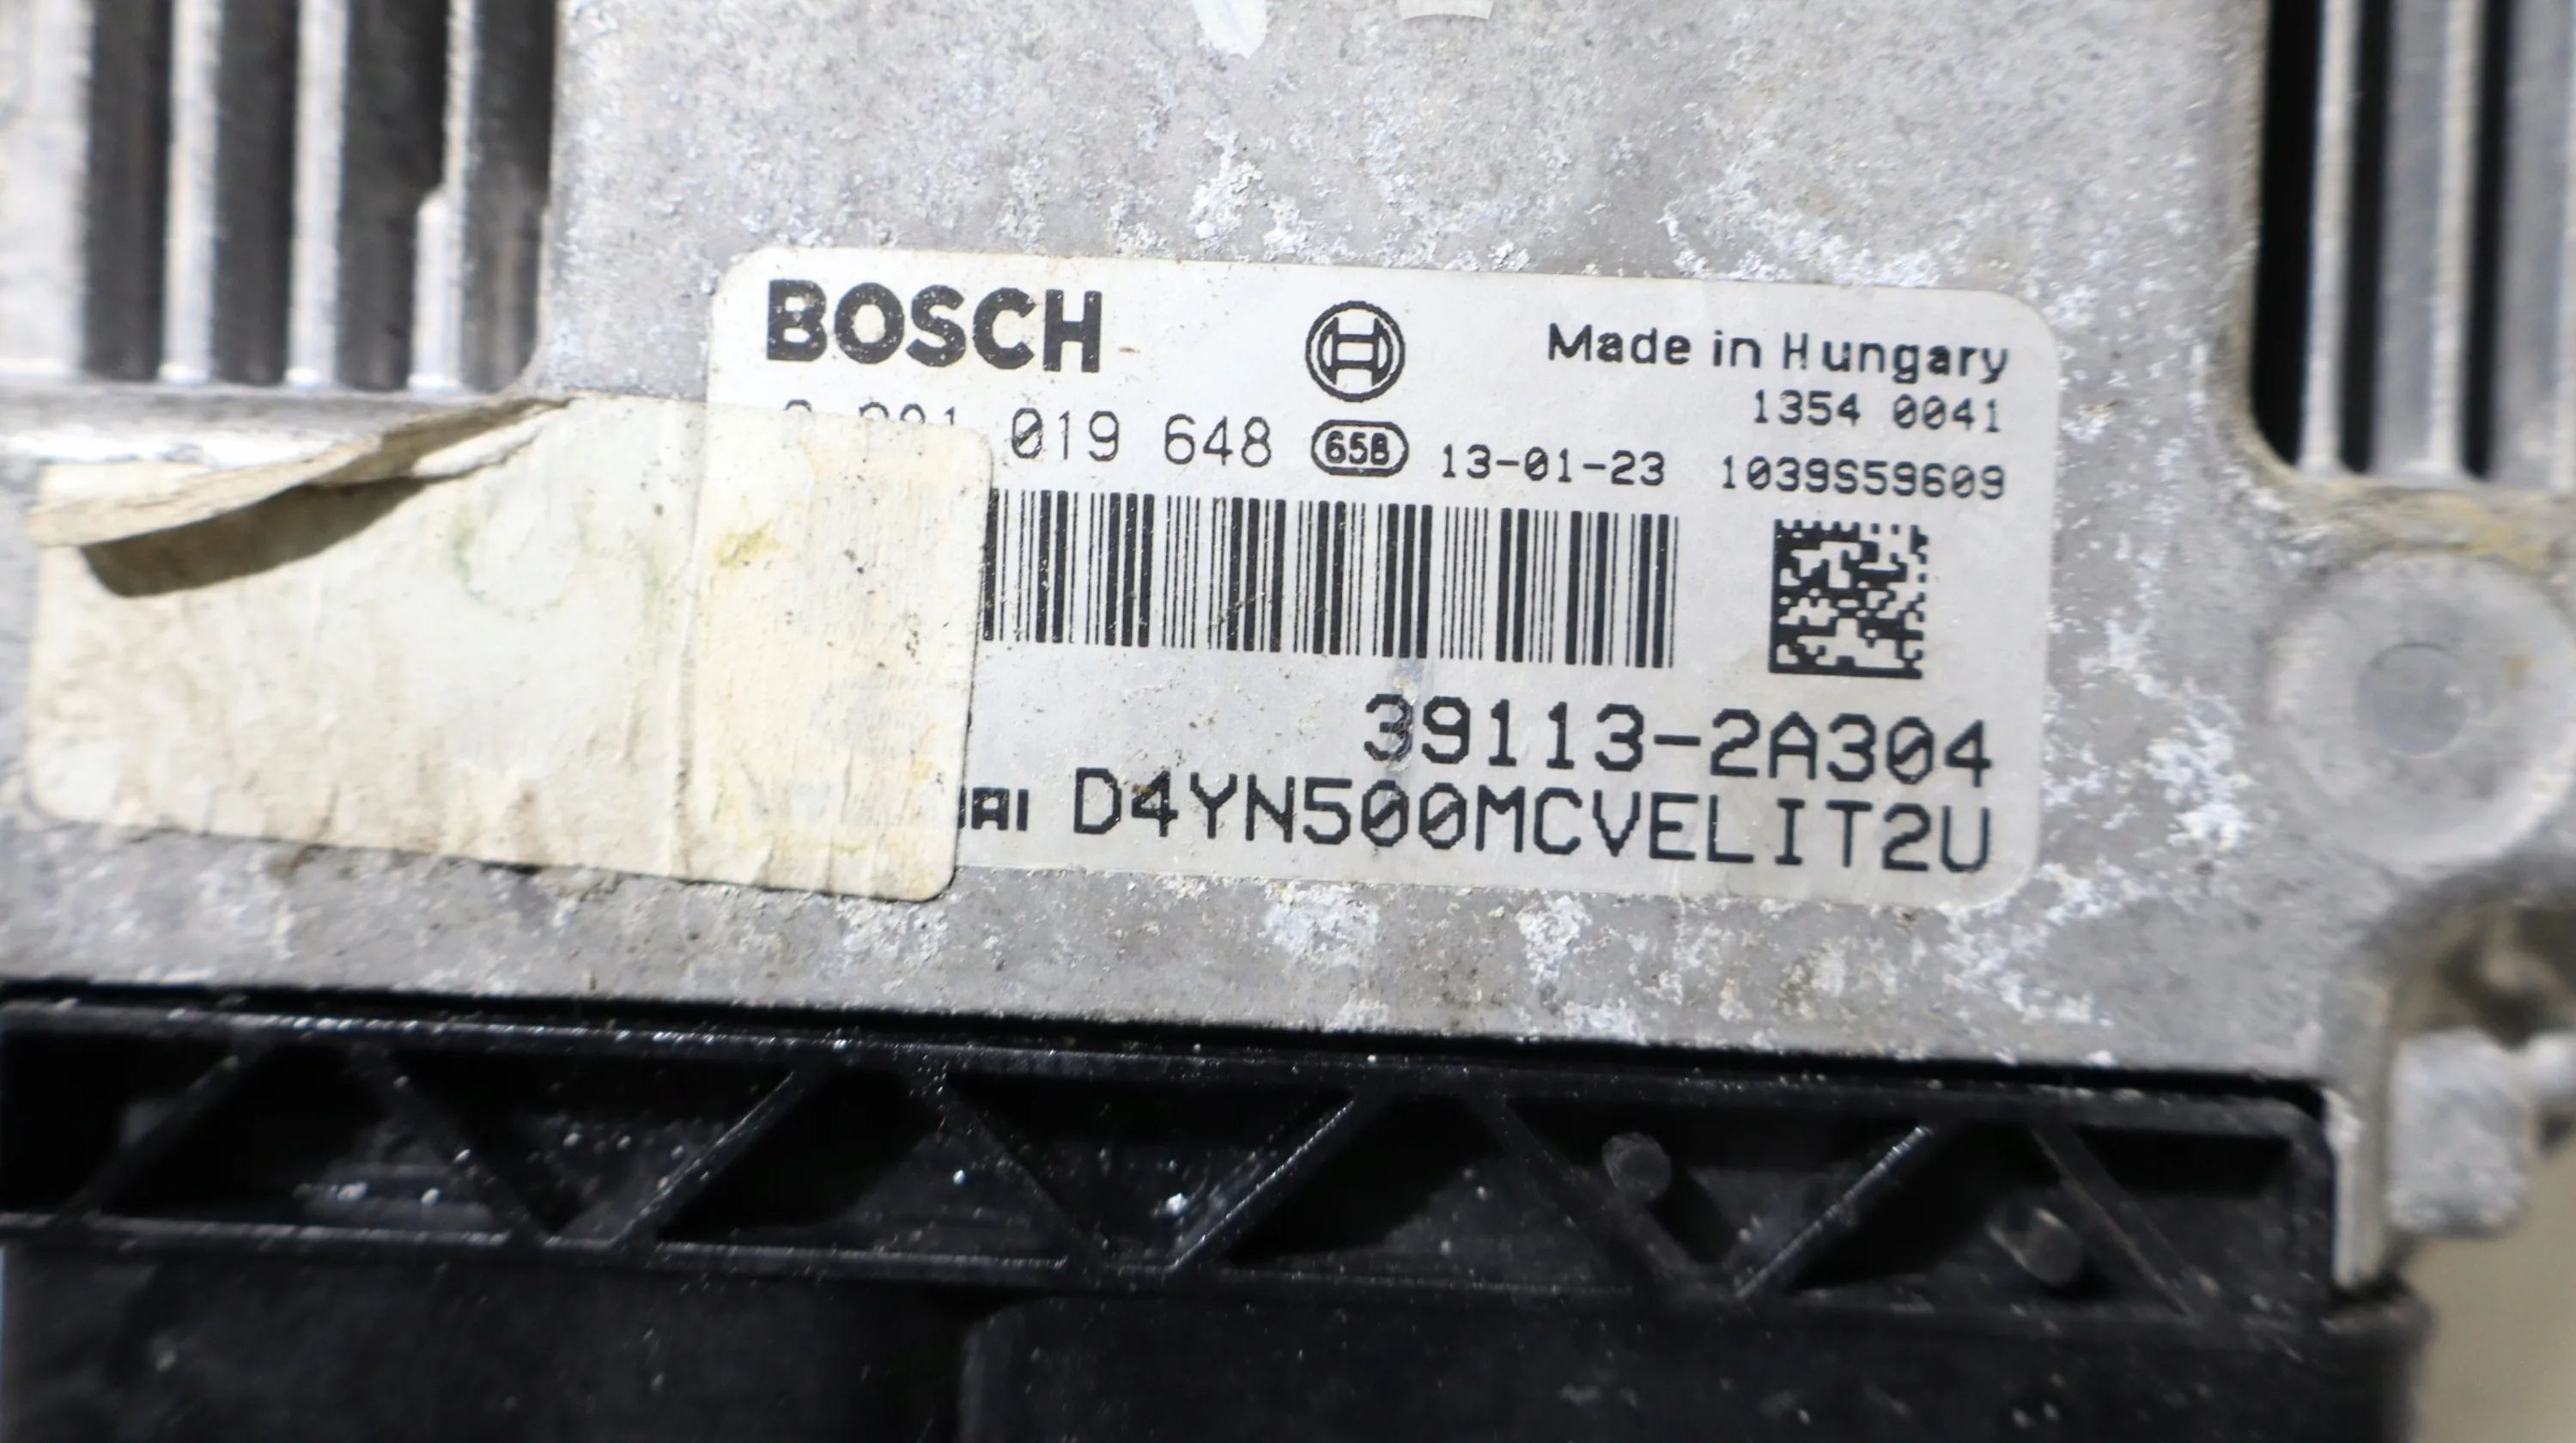 BOSCH
Made in Hungary
1354 0041
019 648 658 13-01-23 1039S59609
39113-2A304
D4YN500MCVELIT2U